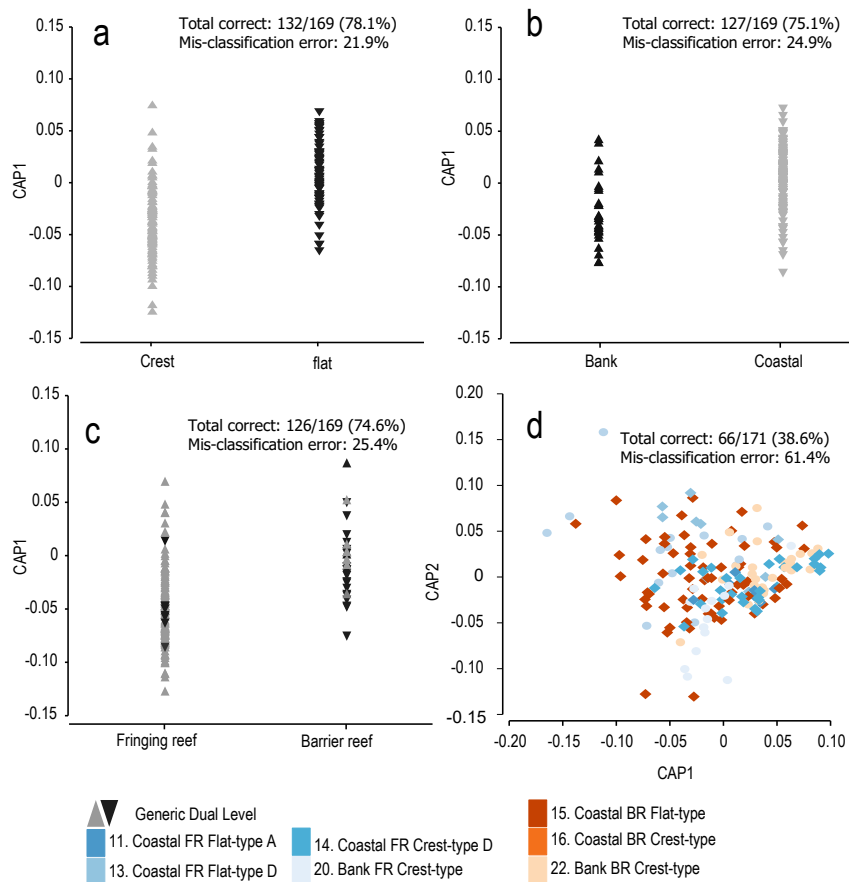 a
Total correct: 132/169 (78.1%)
Mis-classification error: 21.9%
0.15
0.10
0.05
0
-0.05
-0.10
-0.15
CAP1
Crest
flat
b
Total correct: 127/169 (75.1%)
Mis-classification error: 24.9%
0.15
0.10
0.05
0
-0.05
-0.10
-0.15
CAP1
Bank
Coastal
c
Total correct: 126/169 (74.6%)
Mis-classification error: 25.4%
0.15
0.10
0.05
0
-0.05
-0.10
-0.15
CAP1
Fringing reef
Barrier reef
d
Total correct: 66/171 (38.6%)
Mis-classification error: 61.4%
0.20
0.15
0.10
0.05
0
-0.05
-0.10
-0.15
CAP2
-0.20
-0.15
-0.10
-0.05
0
0.05
0.10
CAP1
Generic Dual Level
11. Coastal FR Flat-type A
13. Coastal FR Flat-type D
14. Coastal FR Crest-type D
20. Bank FR Crest-type
15. Coastal BR Flat-type
16. Coastal BR Crest-type
22. Bank BR Crest-type